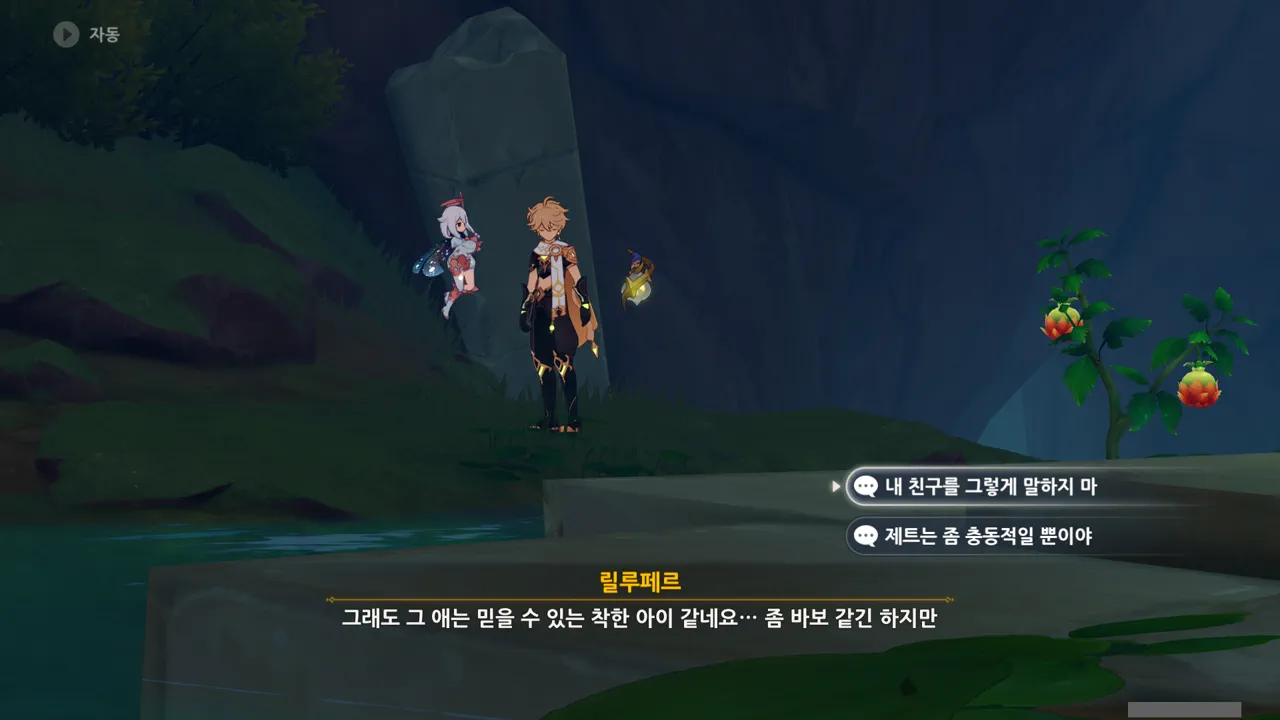 자동
내 친구를 그렇게 말하지 마
제트는 좀 충동적일 뿐이야
릴루페르
그래도 그 애는 믿을 수 있는 착한 아이 같네요… 좀 바보 같긴 하지만